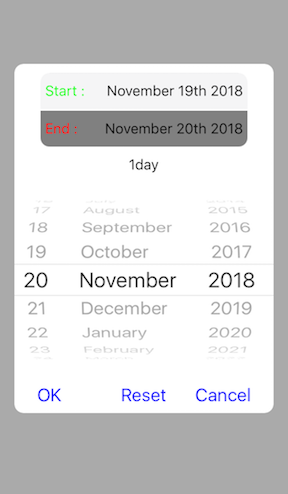 Start : November 19th 2018
End : November 20th 2018
1day
17 August 2015
18 September 2016
19 October 2017
20 November 2018
21 December 2019
22 January 2020
23 February 2021
OK Reset Cancel